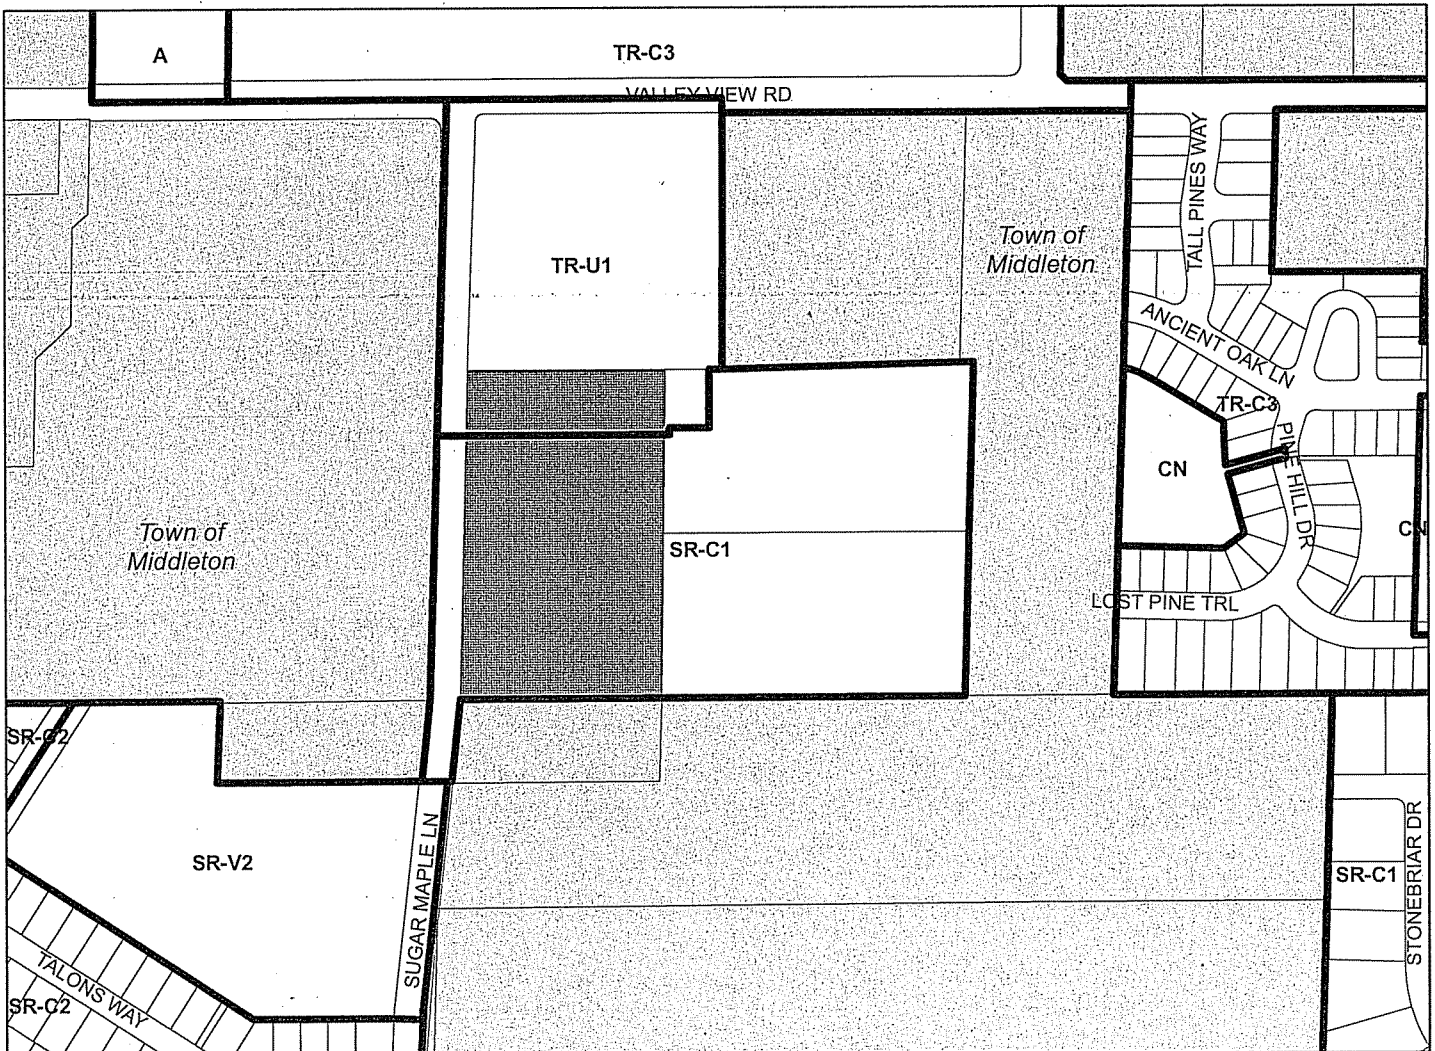 A
TR-C3
VALLEY VIEW RD
TALL PINES WAY
Town of
Middleton
TR-U1
ANCIENT OAK LN
TR-C3
PINE HILL DR
CN
CN
Town of
Middleton
SR-C1
LOST PINE TRL
SR-C2
SUGAR MAPLE LN
SR-V2
STONEBRIAR DR
SR-C1
TALONS WAY
SR-C2